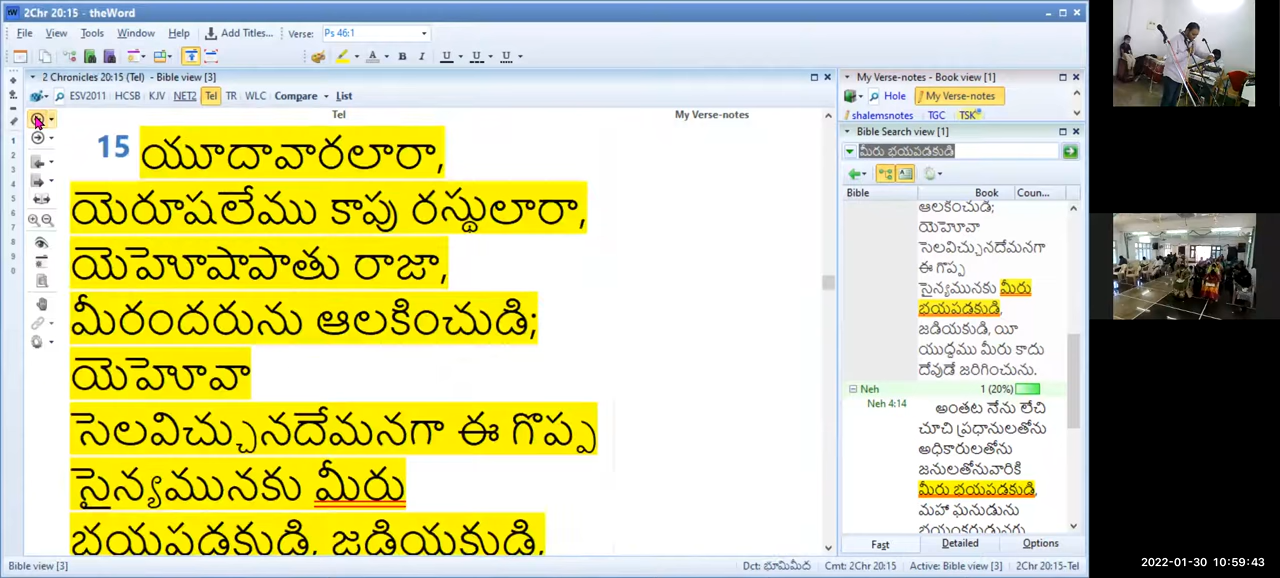 2Chr 20:15 - theWord
File View Tools Window Help Add Titles... Verse: Ps 46:1
2 Chronicles 20:15 (Tel) - Bible view [3]
ESV2011 HCSB KJV NET2 Tel TR WLC Compare List
Tel
My Verse-notes
15 యూదావారలారా,
యెరూషలేము కాపు రస్థులారా,
యెహోషాపాతు రాజా,
మీరందరును ఆలకించుడి;
యెహోవా
సెలవిచ్చునదేమనగా ఈ గొప్ప
సైన్యమునకు మీరు
భయపడకుడి, జడియకుడి,
My Verse-notes - Book view [1]
Hole My Verse-notes
shalemsnotes TGC TSK
Bible Search view [1]
మీరు భయపడకుడి
Bible Book Coun...
ఆలకించుడి;
యెహోవా
సెలవిచ్చునదేమనగా
ఈ గొప్ప
సైన్యమునకు మీరు
భయపడకుడి,
జడియకుడి, యీ
యుద్ధము మీరు కాదు
దేవుడే జరిగించును.
Neh 1 (20%)
Neh 4:14
అంతట నేను లేచి
చూచి ప్రధానులతోను
అధికారులతోను
జనులతోనువారికి
మీరు భయపడకుడి,
మహా ఘనుడును
భయంకరుడునగు
Fast Detailed Options
Bible view [3] Dct: భూమిమీద Cmt: 2Chr 20:15 Active: Bible view [3] 2Chr 20:15-Tel
2022-01-30 10:59:43